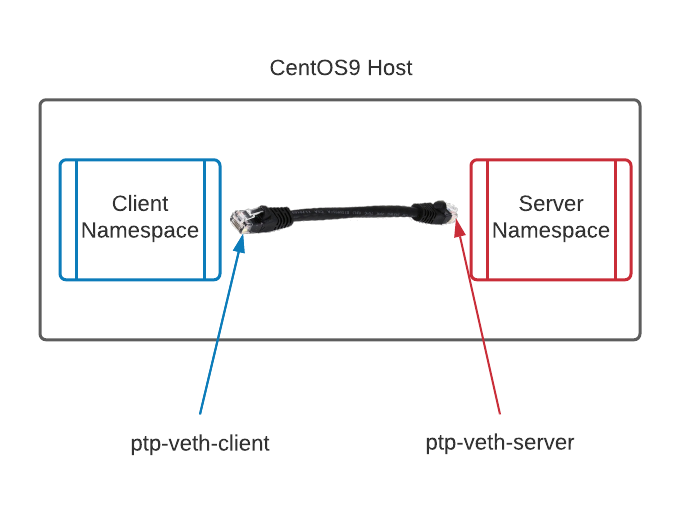 CentOS9 Host
Client
Namespace
Server
Namespace
ptp-veth-client
ptp-veth-server